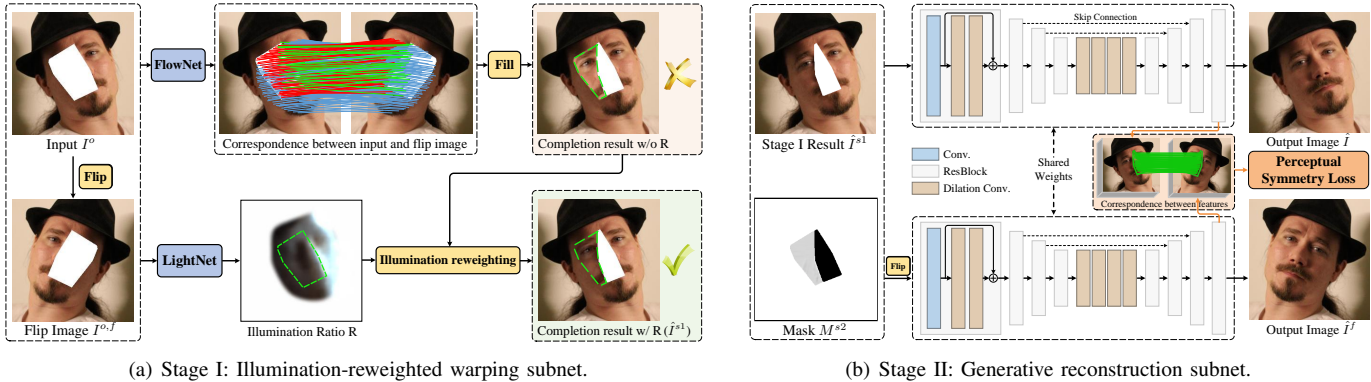 FlowNet
Fill
Input I^o
Correspondence between input and flip image
Completion result w/o R
Flip
LightNet
Illumination reweighting
Flip Image I^{o,f}
Illumination Ratio R
Completion result w/ R (Î^{s1})
(a) Stage I: Illumination-reweighted warping subnet.
Skip Connection
Stage I Result Î^{s1}
Output Image Î
Conv.
ResBlock
Dilation Conv.
Shared
Weights
Correspondence between features
Perceptual
Symmetry Loss
Flip
Mask M^{s2}
Output Image Î^f
(b) Stage II: Generative reconstruction subnet.